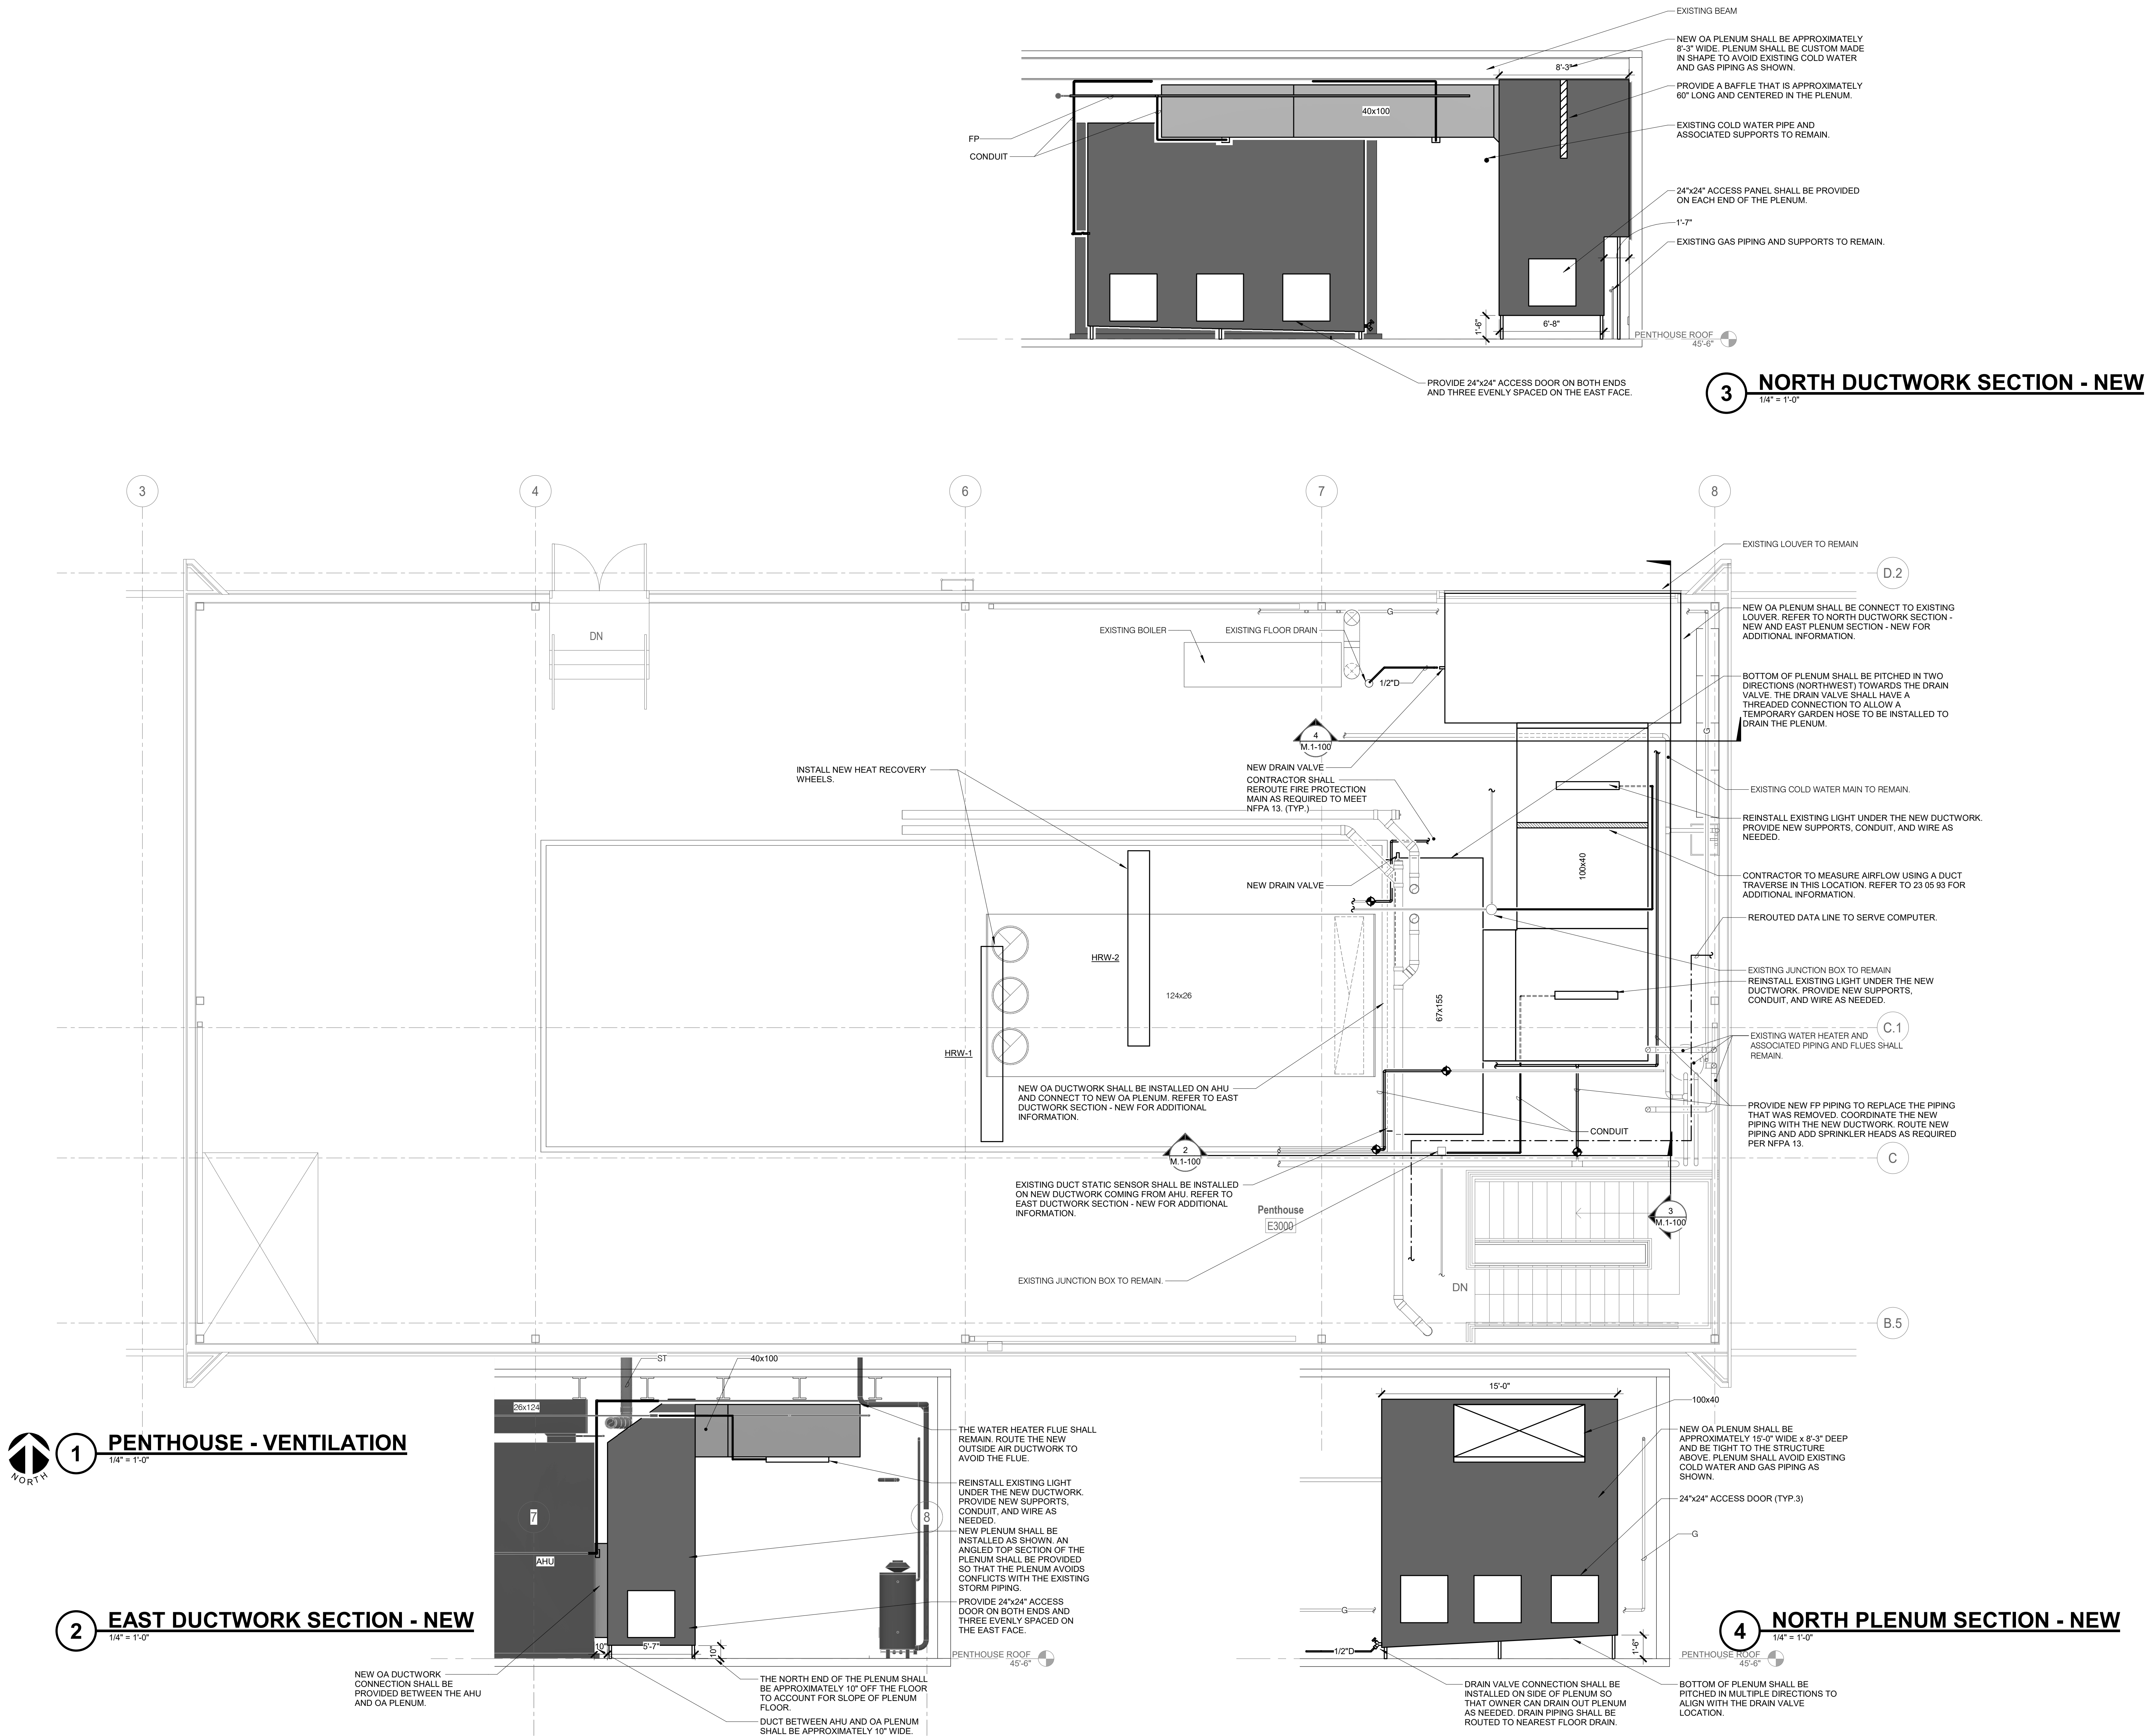 EXISTING BEAM
NEW OA PLENUM SHALL BE APPROXIMATELY
8'-3" WIDE. PLENUM SHALL BE CUSTOM MADE
IN SHAPE TO AVOID EXISTING COLD WATER
AND GAS PIPING AS SHOWN.
8'-3"
PROVIDE A BAFFLE THAT IS APPROXIMATELY
60" LONG AND CENTERED IN THE PLENUM.
40x100
EXISTING COLD WATER PIPE AND
ASSOCIATED SUPPORTS TO REMAIN.
FP
CONDUIT
24"x24" ACCESS PANEL SHALL BE PROVIDED
ON EACH END OF THE PLENUM.
1'-7"
EXISTING GAS PIPING AND SUPPORTS TO REMAIN.
1'-6"
6'-8"
PENTHOUSE ROOF
45'-6"
PROVIDE 24"x24" ACCESS DOOR ON BOTH ENDS
AND THREE EVENLY SPACED ON THE EAST FACE.
3
NORTH DUCTWORK SECTION - NEW
1/4" = 1'-0"
3
4
6
7
8
EXISTING LOUVER TO REMAIN
D.2
NEW OA PLENUM SHALL BE CONNECT TO EXISTING
LOUVER. REFER TO NORTH DUCTWORK SECTION -
NEW AND EAST PLENUM SECTION - NEW FOR
ADDITIONAL INFORMATION.
G
DN
EXISTING BOILER
EXISTING FLOOR DRAIN
1/2"D
BOTTOM OF PLENUM SHALL BE PITCHED IN TWO
DIRECTIONS (NORTHWEST) TOWARDS THE DRAIN
VALVE. THE DRAIN VALVE SHALL HAVE A
THREADED CONNECTION TO ALLOW A
TEMPORARY GARDEN HOSE TO BE INSTALLED TO
DRAIN THE PLENUM.
G
4
M.1-100
INSTALL NEW HEAT RECOVERY
WHEELS.
NEW DRAIN VALVE
CONTRACTOR SHALL
REROUTE FIRE PROTECTION
MAIN AS REQUIRED TO MEET
NFPA 13. (TYP.)
EXISTING COLD WATER MAIN TO REMAIN.
REINSTALL EXISTING LIGHT UNDER THE NEW DUCTWORK.
PROVIDE NEW SUPPORTS, CONDUIT, AND WIRE AS
NEEDED.
100x40
CONTRACTOR TO MEASURE AIRFLOW USING A DUCT
TRAVERSE IN THIS LOCATION. REFER TO 23 05 93 FOR
ADDITIONAL INFORMATION.
NEW DRAIN VALVE
REROUTED DATA LINE TO SERVE COMPUTER.
HRW-2
EXISTING JUNCTION BOX TO REMAIN
REINSTALL EXISTING LIGHT UNDER THE NEW
DUCTWORK. PROVIDE NEW SUPPORTS,
CONDUIT, AND WIRE AS NEEDED.
124x26
67x155
C.1
EXISTING WATER HEATER AND
ASSOCIATED PIPING AND FLUES SHALL
REMAIN.
HRW-1
NEW OA DUCTWORK SHALL BE INSTALLED ON AHU
AND CONNECT TO NEW OA PLENUM. REFER TO EAST
DUCTWORK SECTION - NEW FOR ADDITIONAL
INFORMATION.
PROVIDE NEW FP PIPING TO REPLACE THE PIPING
THAT WAS REMOVED. COORDINATE THE NEW
PIPING WITH THE NEW DUCTWORK. ROUTE NEW
PIPING AND ADD SPRINKLER HEADS AS REQUIRED
PER NFPA 13.
CONDUIT
2
M.1-100
C
EXISTING DUCT STATIC SENSOR SHALL BE INSTALLED
ON NEW DUCTWORK COMING FROM AHU. REFER TO
EAST DUCTWORK SECTION - NEW FOR ADDITIONAL
INFORMATION.
Penthouse
E3000
3
M.1-100
EXISTING JUNCTION BOX TO REMAIN.
DN
B.5
NORTH
1
PENTHOUSE - VENTILATION
1/4" = 1'-0"
ST
40x100
26x124
THE WATER HEATER FLUE SHALL
REMAIN. ROUTE THE NEW
OUTSIDE AIR DUCTWORK TO
AVOID THE FLUE.
REINSTALL EXISTING LIGHT
UNDER THE NEW DUCTWORK.
PROVIDE NEW SUPPORTS,
CONDUIT, AND WIRE AS
NEEDED.
7
8
NEW PLENUM SHALL BE
INSTALLED AS SHOWN. AN
ANGLED TOP SECTION OF THE
PLENUM SHALL BE PROVIDED
SO THAT THE PLENUM AVOIDS
CONFLICTS WITH THE EXISTING
STORM PIPING.
AHU
PROVIDE 24"x24" ACCESS
DOOR ON BOTH ENDS AND
THREE EVENLY SPACED ON
THE EAST FACE.
10"
5'-7"
10"
PENTHOUSE ROOF
45'-6"
2
EAST DUCTWORK SECTION - NEW
1/4" = 1'-0"
NEW OA DUCTWORK
CONNECTION SHALL BE
PROVIDED BETWEEN THE AHU
AND OA PLENUM.
THE NORTH END OF THE PLENUM SHALL
BE APPROXIMATELY 10" OFF THE FLOOR
TO ACCOUNT FOR SLOPE OF PLENUM
FLOOR.
DUCT BETWEEN AHU AND OA PLENUM
SHALL BE APPROXIMATELY 10" WIDE.
15'-0"
100x40
NEW OA PLENUM SHALL BE
APPROXIMATELY 15'-0" WIDE x 8'-3" DEEP
AND BE TIGHT TO THE STRUCTURE
ABOVE. PLENUM SHALL AVOID EXISTING
COLD WATER AND GAS PIPING AS
SHOWN.
24"x24" ACCESS DOOR (TYP.3)
G
G
1/2"D
1'-6"
PENTHOUSE ROOF
45'-6"
4
NORTH PLENUM SECTION - NEW
1/4" = 1'-0"
DRAIN VALVE CONNECTION SHALL BE
INSTALLED ON SIDE OF PLENUM SO
THAT OWNER CAN DRAIN OUT PLENUM
AS NEEDED. DRAIN PIPING SHALL BE
ROUTED TO NEAREST FLOOR DRAIN.
BOTTOM OF PLENUM SHALL BE
PITCHED IN MULTIPLE DIRECTIONS TO
ALIGN WITH THE DRAIN VALVE
LOCATION.